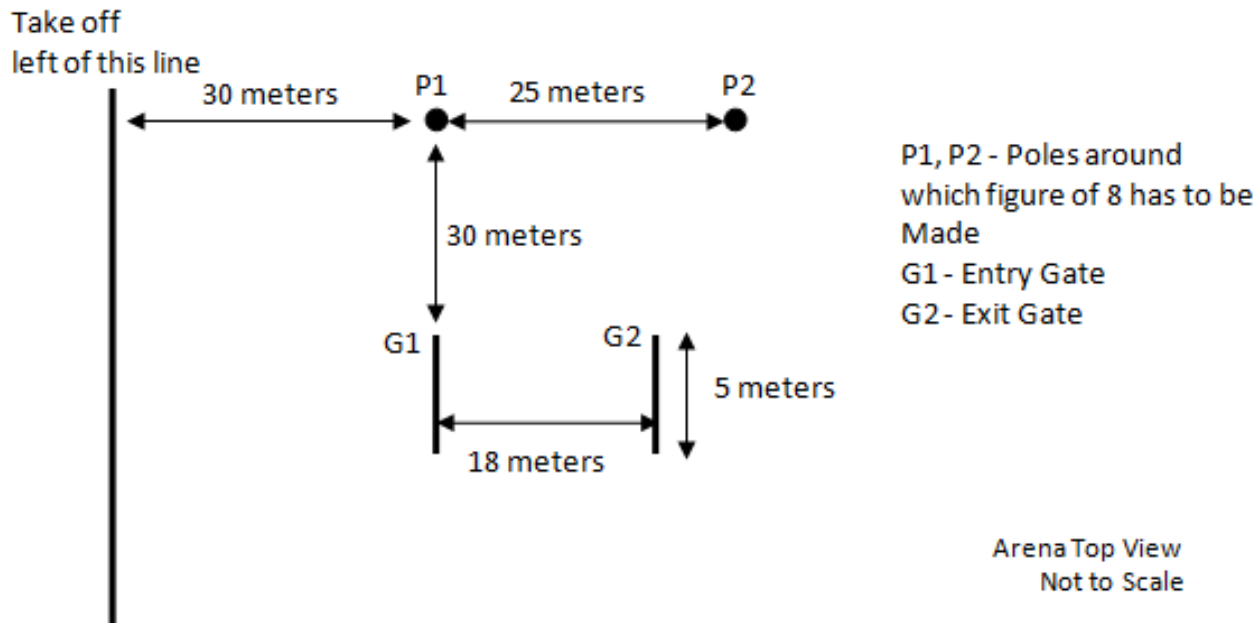 Take off
left of this line
30 meters
P1
25 meters
P2
P1, P2 - Poles around
which figure of 8 has to be
Made
G1 - Entry Gate
G2 - Exit Gate
30 meters
G1
G2
5 meters
18 meters
Arena Top View
Not to Scale